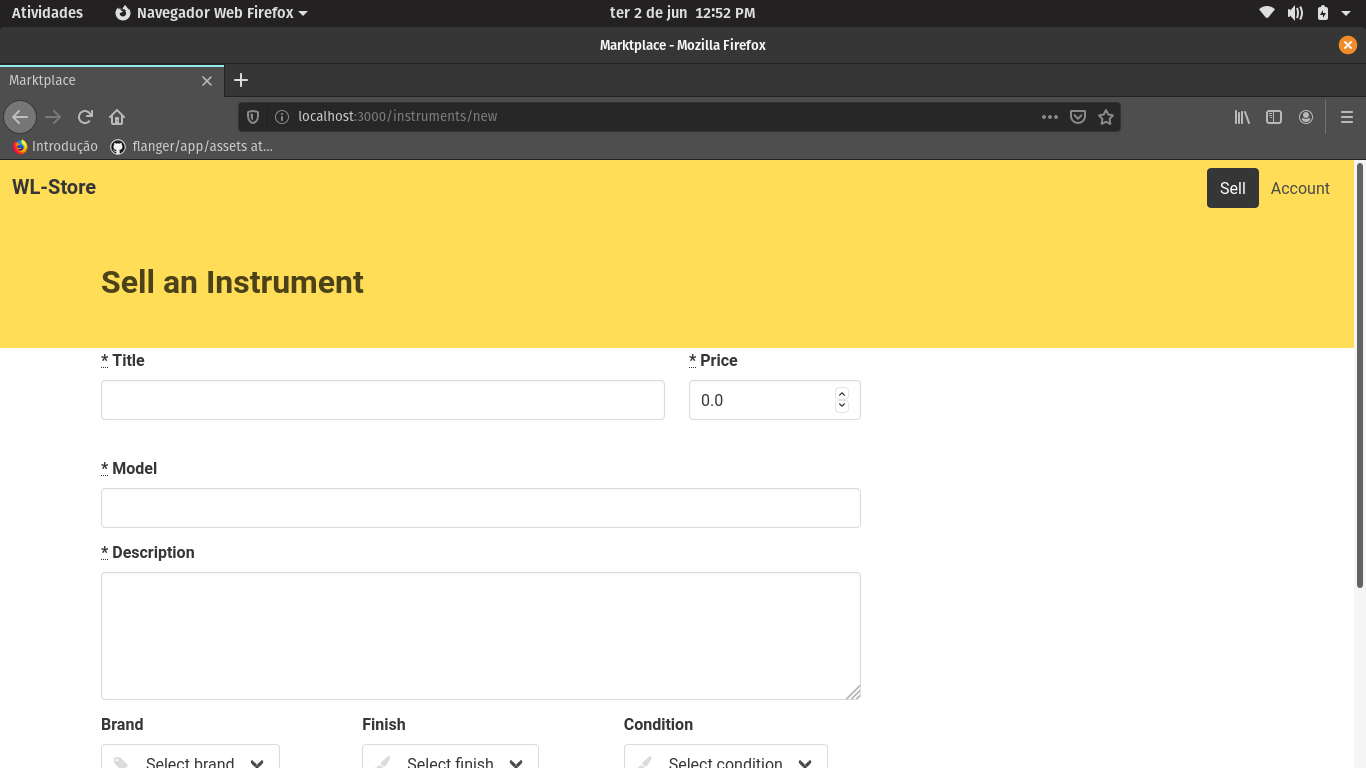 Atividades Navegador Web Firefox ter 2 de jun 12:52 PM
Marktplace - Mozilla Firefox
Marktplace
localhost:3000/instruments/new
Introdução flanger/app/assets at...
WL-Store Sell Account
Sell an Instrument
* Title * Price
0.0
* Model
* Description
Brand Finish Condition
Select brand Select finish Select condition